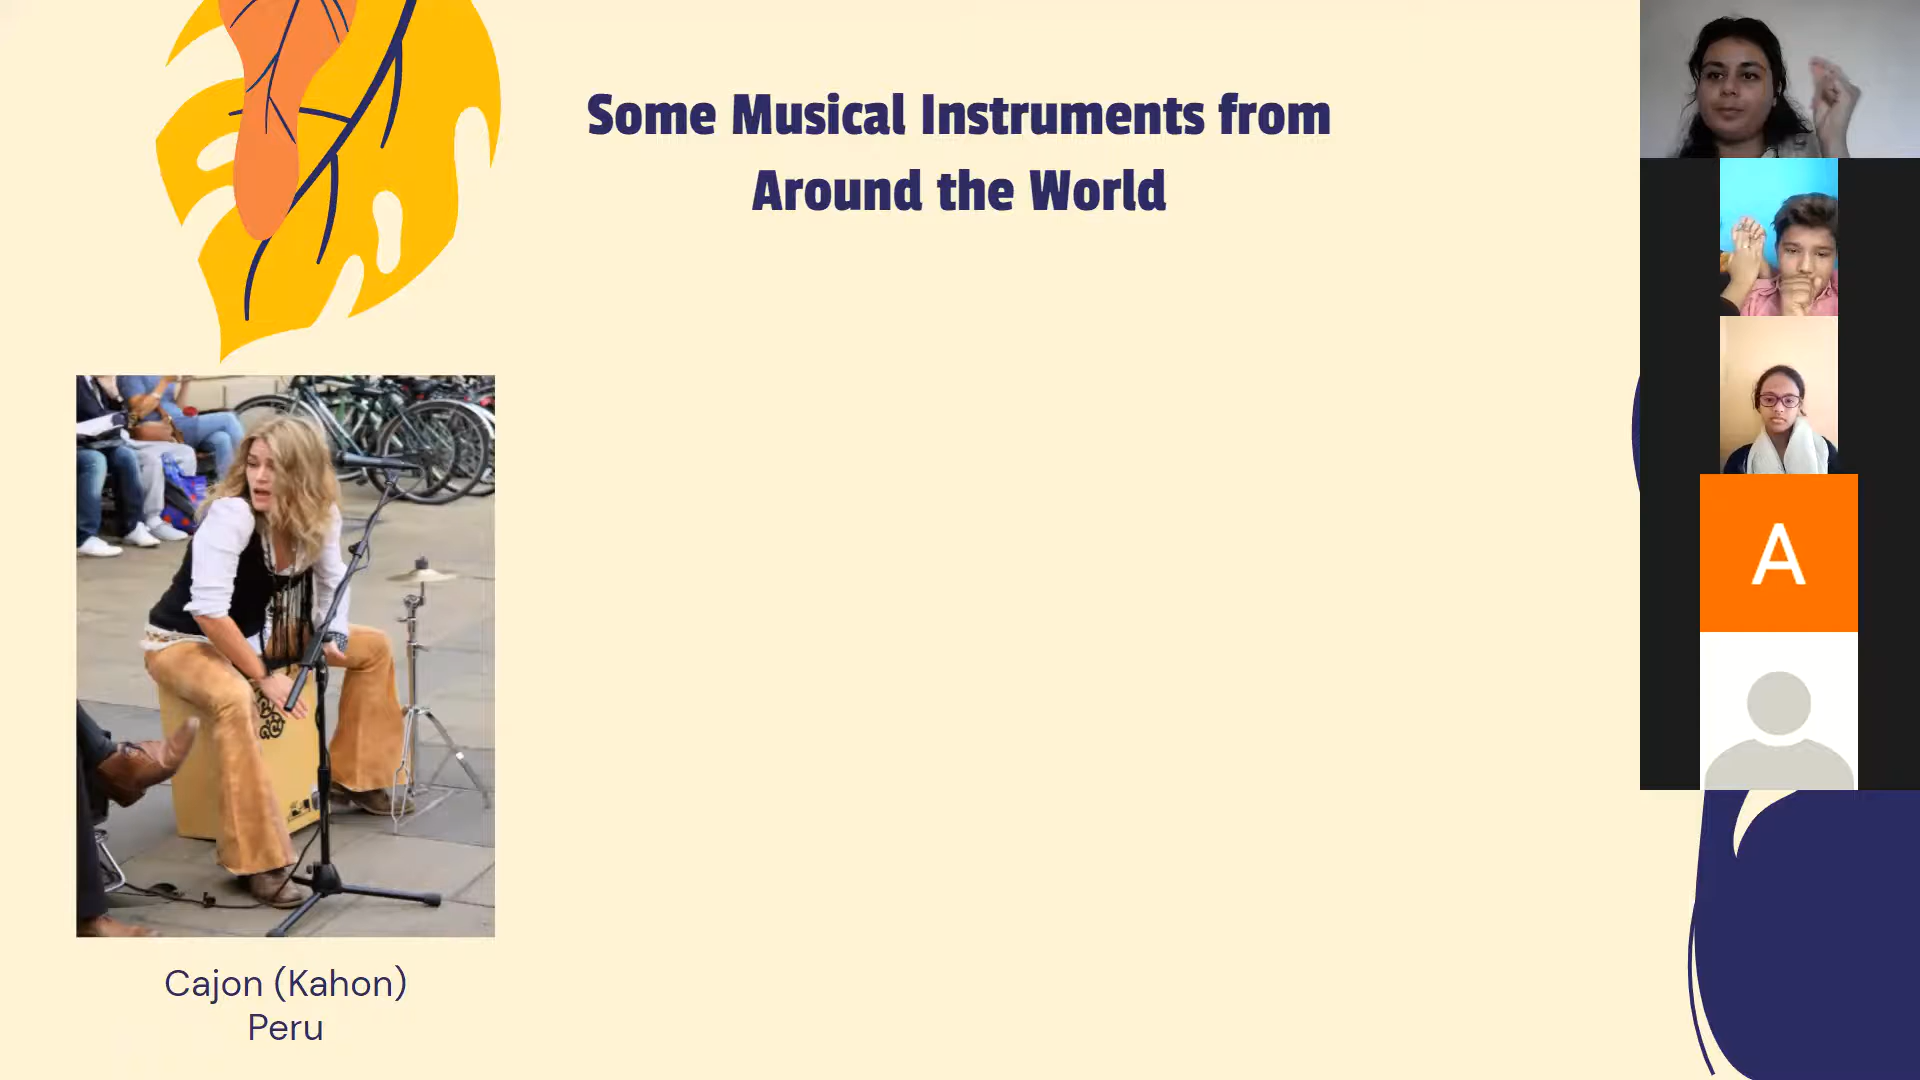 Some Musical Instruments from
Around the World
A
Cajon (Kahon)
Peru